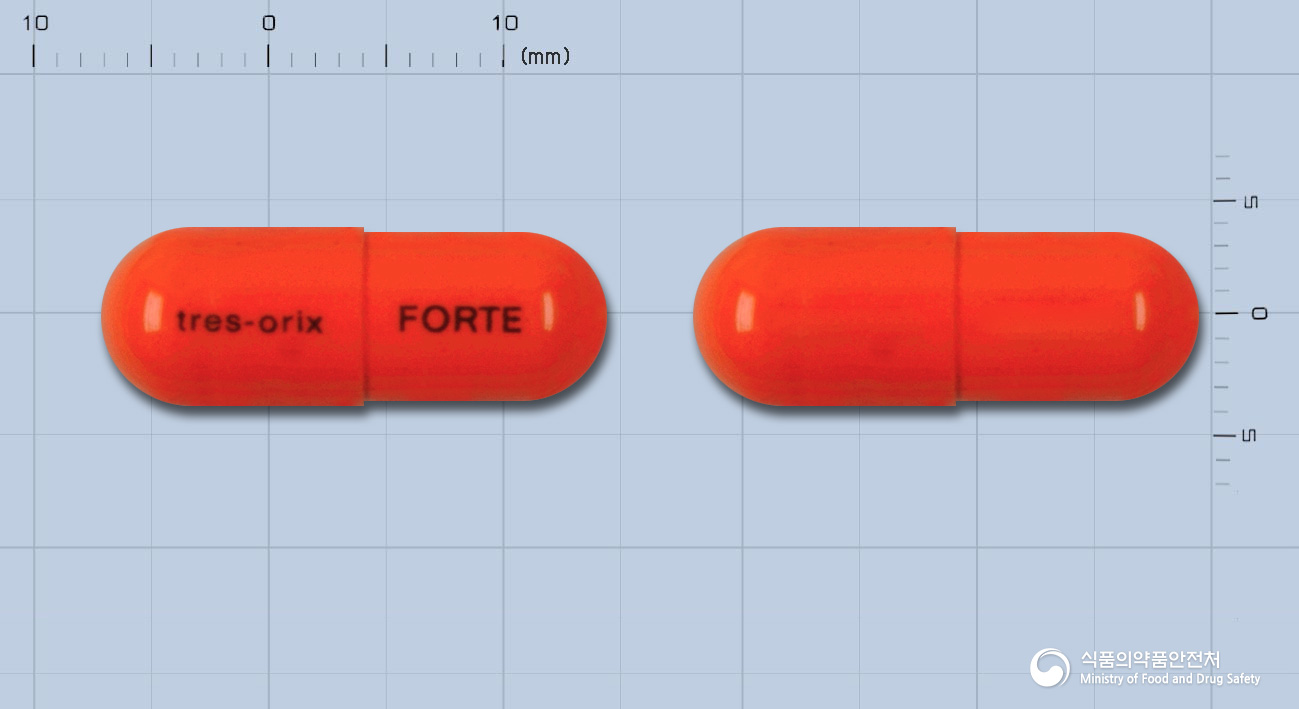 10 0 10
(mm)
5
0
5
tres-orix FORTE
식품의약품안전처
Ministry of Food and Drug Safety